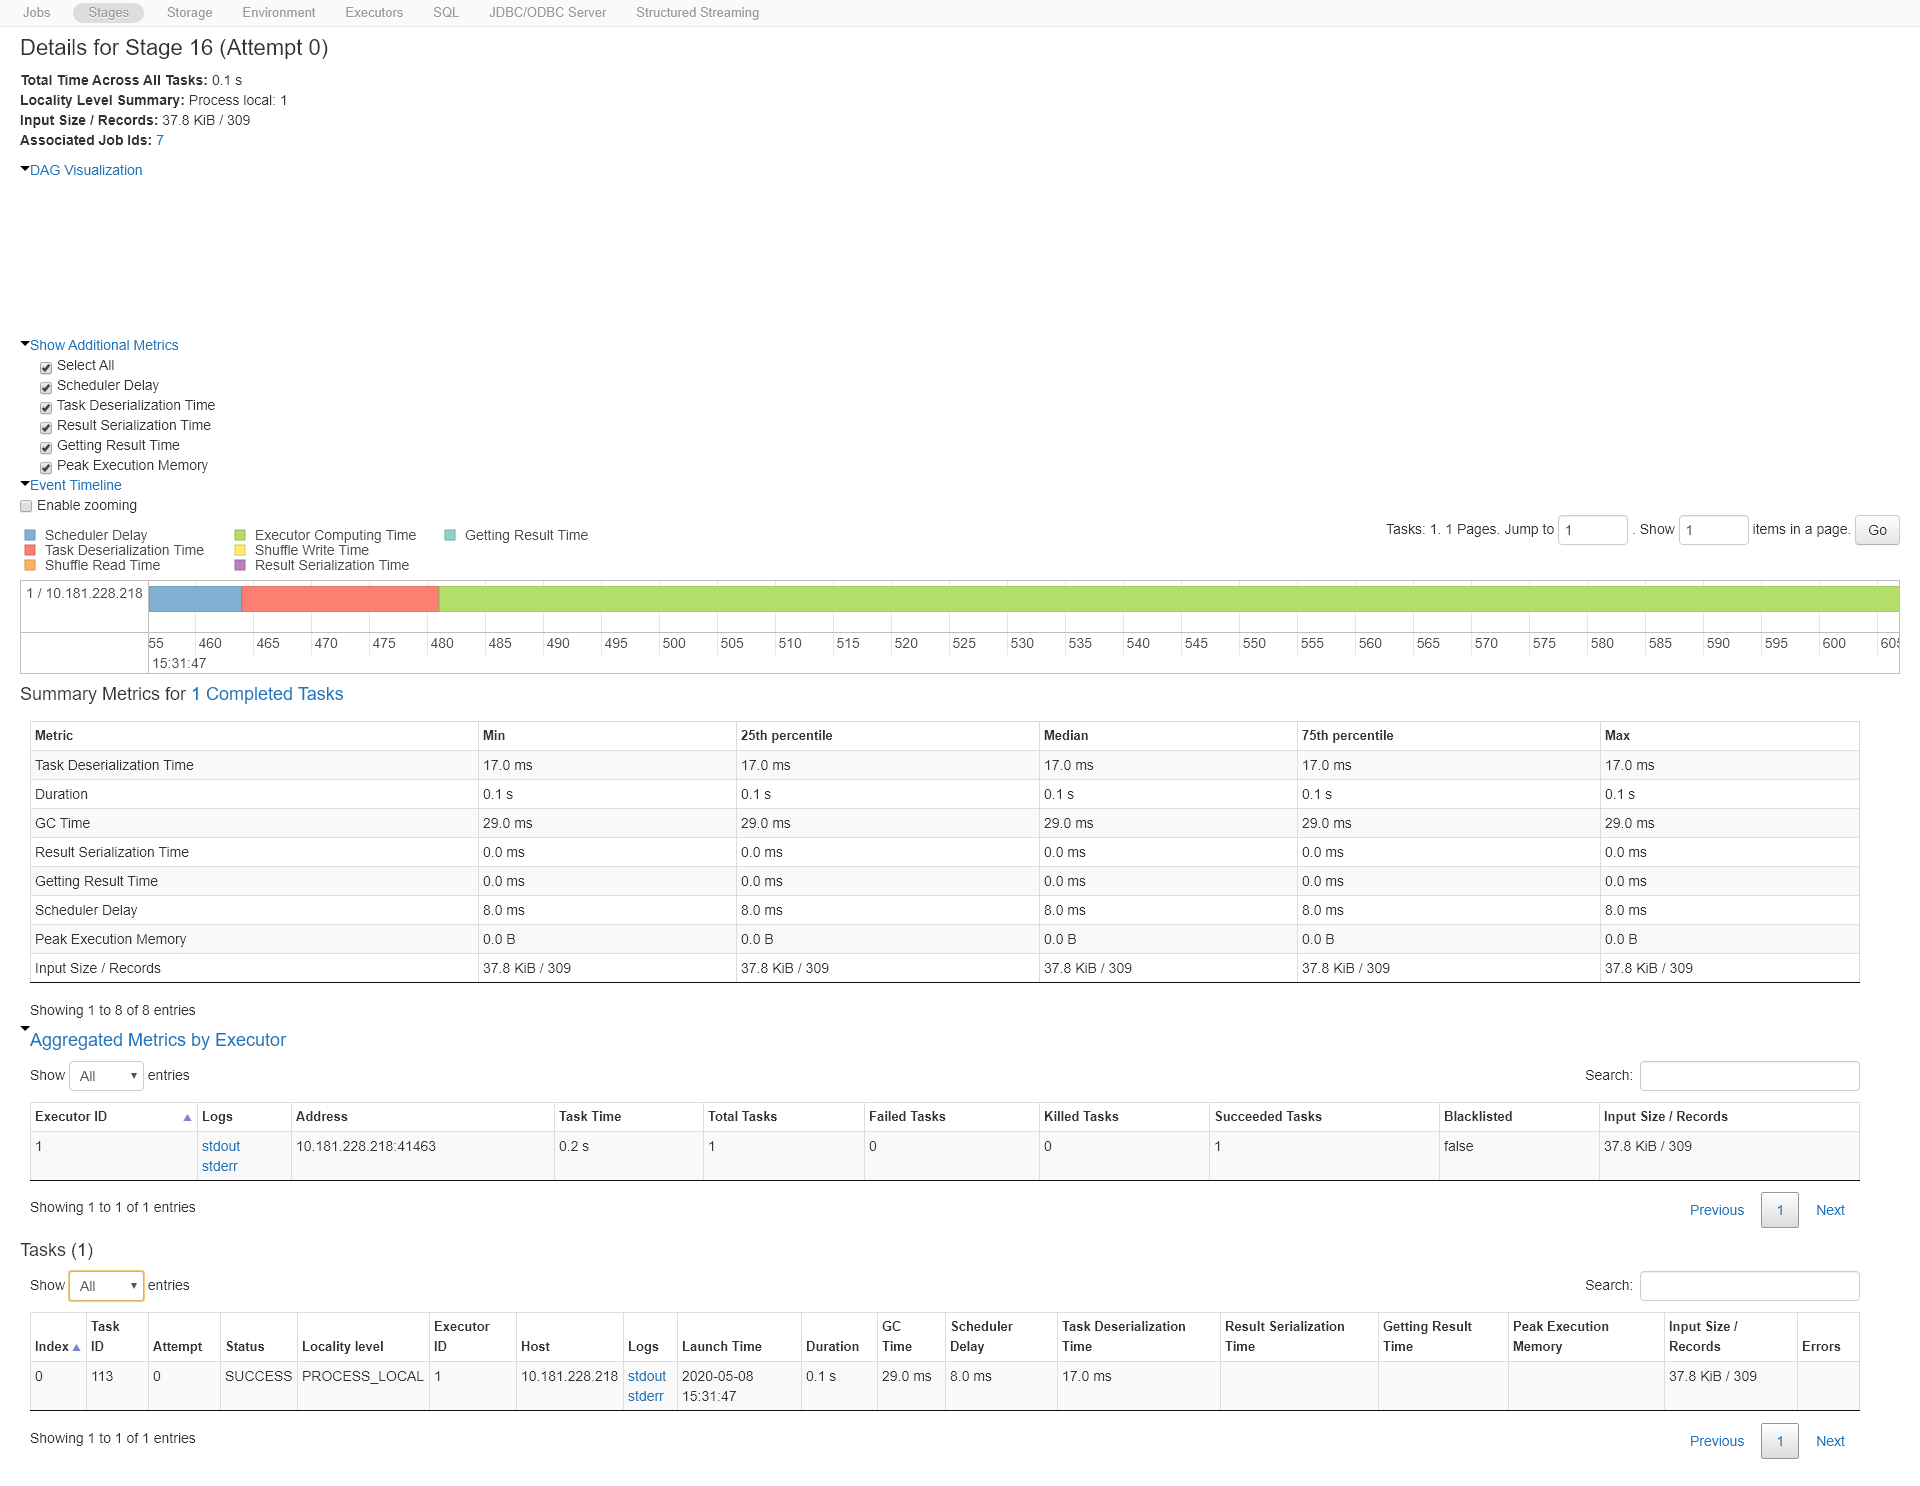 Jobs Stages Storage Environment Executors SQL JDBC/ODBC Server Structured Streaming
Details for Stage 16 (Attempt 0)
Total Time Across All Tasks: 0.1 s
Locality Level Summary: Process local: 1
Input Size / Records: 37.8 KiB / 309
Associated Job Ids: 7
DAG Visualization
Show Additional Metrics
Select All
Scheduler Delay
Task Deserialization Time
Result Serialization Time
Getting Result Time
Peak Execution Memory
Event Timeline
Enable zooming
Tasks: 1. 1 Pages. Jump to 1 . Show 1 items in a page. Go
Scheduler Delay Executor Computing Time Getting Result Time
Task Deserialization Time Shuffle Write Time
Shuffle Read Time Result Serialization Time
1 / 10.181.228.218
55 460 465 470 475 480 485 490 495 500 505 510 515 520 525 530 535 540 545 550 555 560 565 570 575 580 585 590 595 600 605
15:31:47
Summary Metrics for 1 Completed Tasks
Metric Min 25th percentile Median 75th percentile Max
Task Deserialization Time 17.0 ms 17.0 ms 17.0 ms 17.0 ms 17.0 ms
Duration 0.1 s 0.1 s 0.1 s 0.1 s 0.1 s
GC Time 29.0 ms 29.0 ms 29.0 ms 29.0 ms 29.0 ms
Result Serialization Time 0.0 ms 0.0 ms 0.0 ms 0.0 ms 0.0 ms
Getting Result Time 0.0 ms 0.0 ms 0.0 ms 0.0 ms 0.0 ms
Scheduler Delay 8.0 ms 8.0 ms 8.0 ms 8.0 ms 8.0 ms
Peak Execution Memory 0.0 B 0.0 B 0.0 B 0.0 B 0.0 B
Input Size / Records 37.8 KiB / 309 37.8 KiB / 309 37.8 KiB / 309 37.8 KiB / 309 37.8 KiB / 309
Showing 1 to 8 of 8 entries
Aggregated Metrics by Executor
Show All entries Search:
Executor ID Logs Address Task Time Total Tasks Failed Tasks Killed Tasks Succeeded Tasks Blacklisted Input Size / Records
1 stdout 10.181.228.218:41463 0.2 s 1 0 0 1 false 37.8 KiB / 309
stderr
Showing 1 to 1 of 1 entries Previous 1 Next
Tasks (1)
Show All entries Search:
Task Executor GC Scheduler Task Deserialization Result Serialization Getting Result Peak Execution Input Size /
Index ID Attempt Status Locality level ID Host Logs Launch Time Duration Time Delay Time Time Time Memory Records Errors
0 113 0 SUCCESS PROCESS_LOCAL 1 10.181.228.218 stdout 2020-05-08 0.1 s 29.0 ms 8.0 ms 17.0 ms 37.8 KiB / 309
stderr 15:31:47
Showing 1 to 1 of 1 entries Previous 1 Next